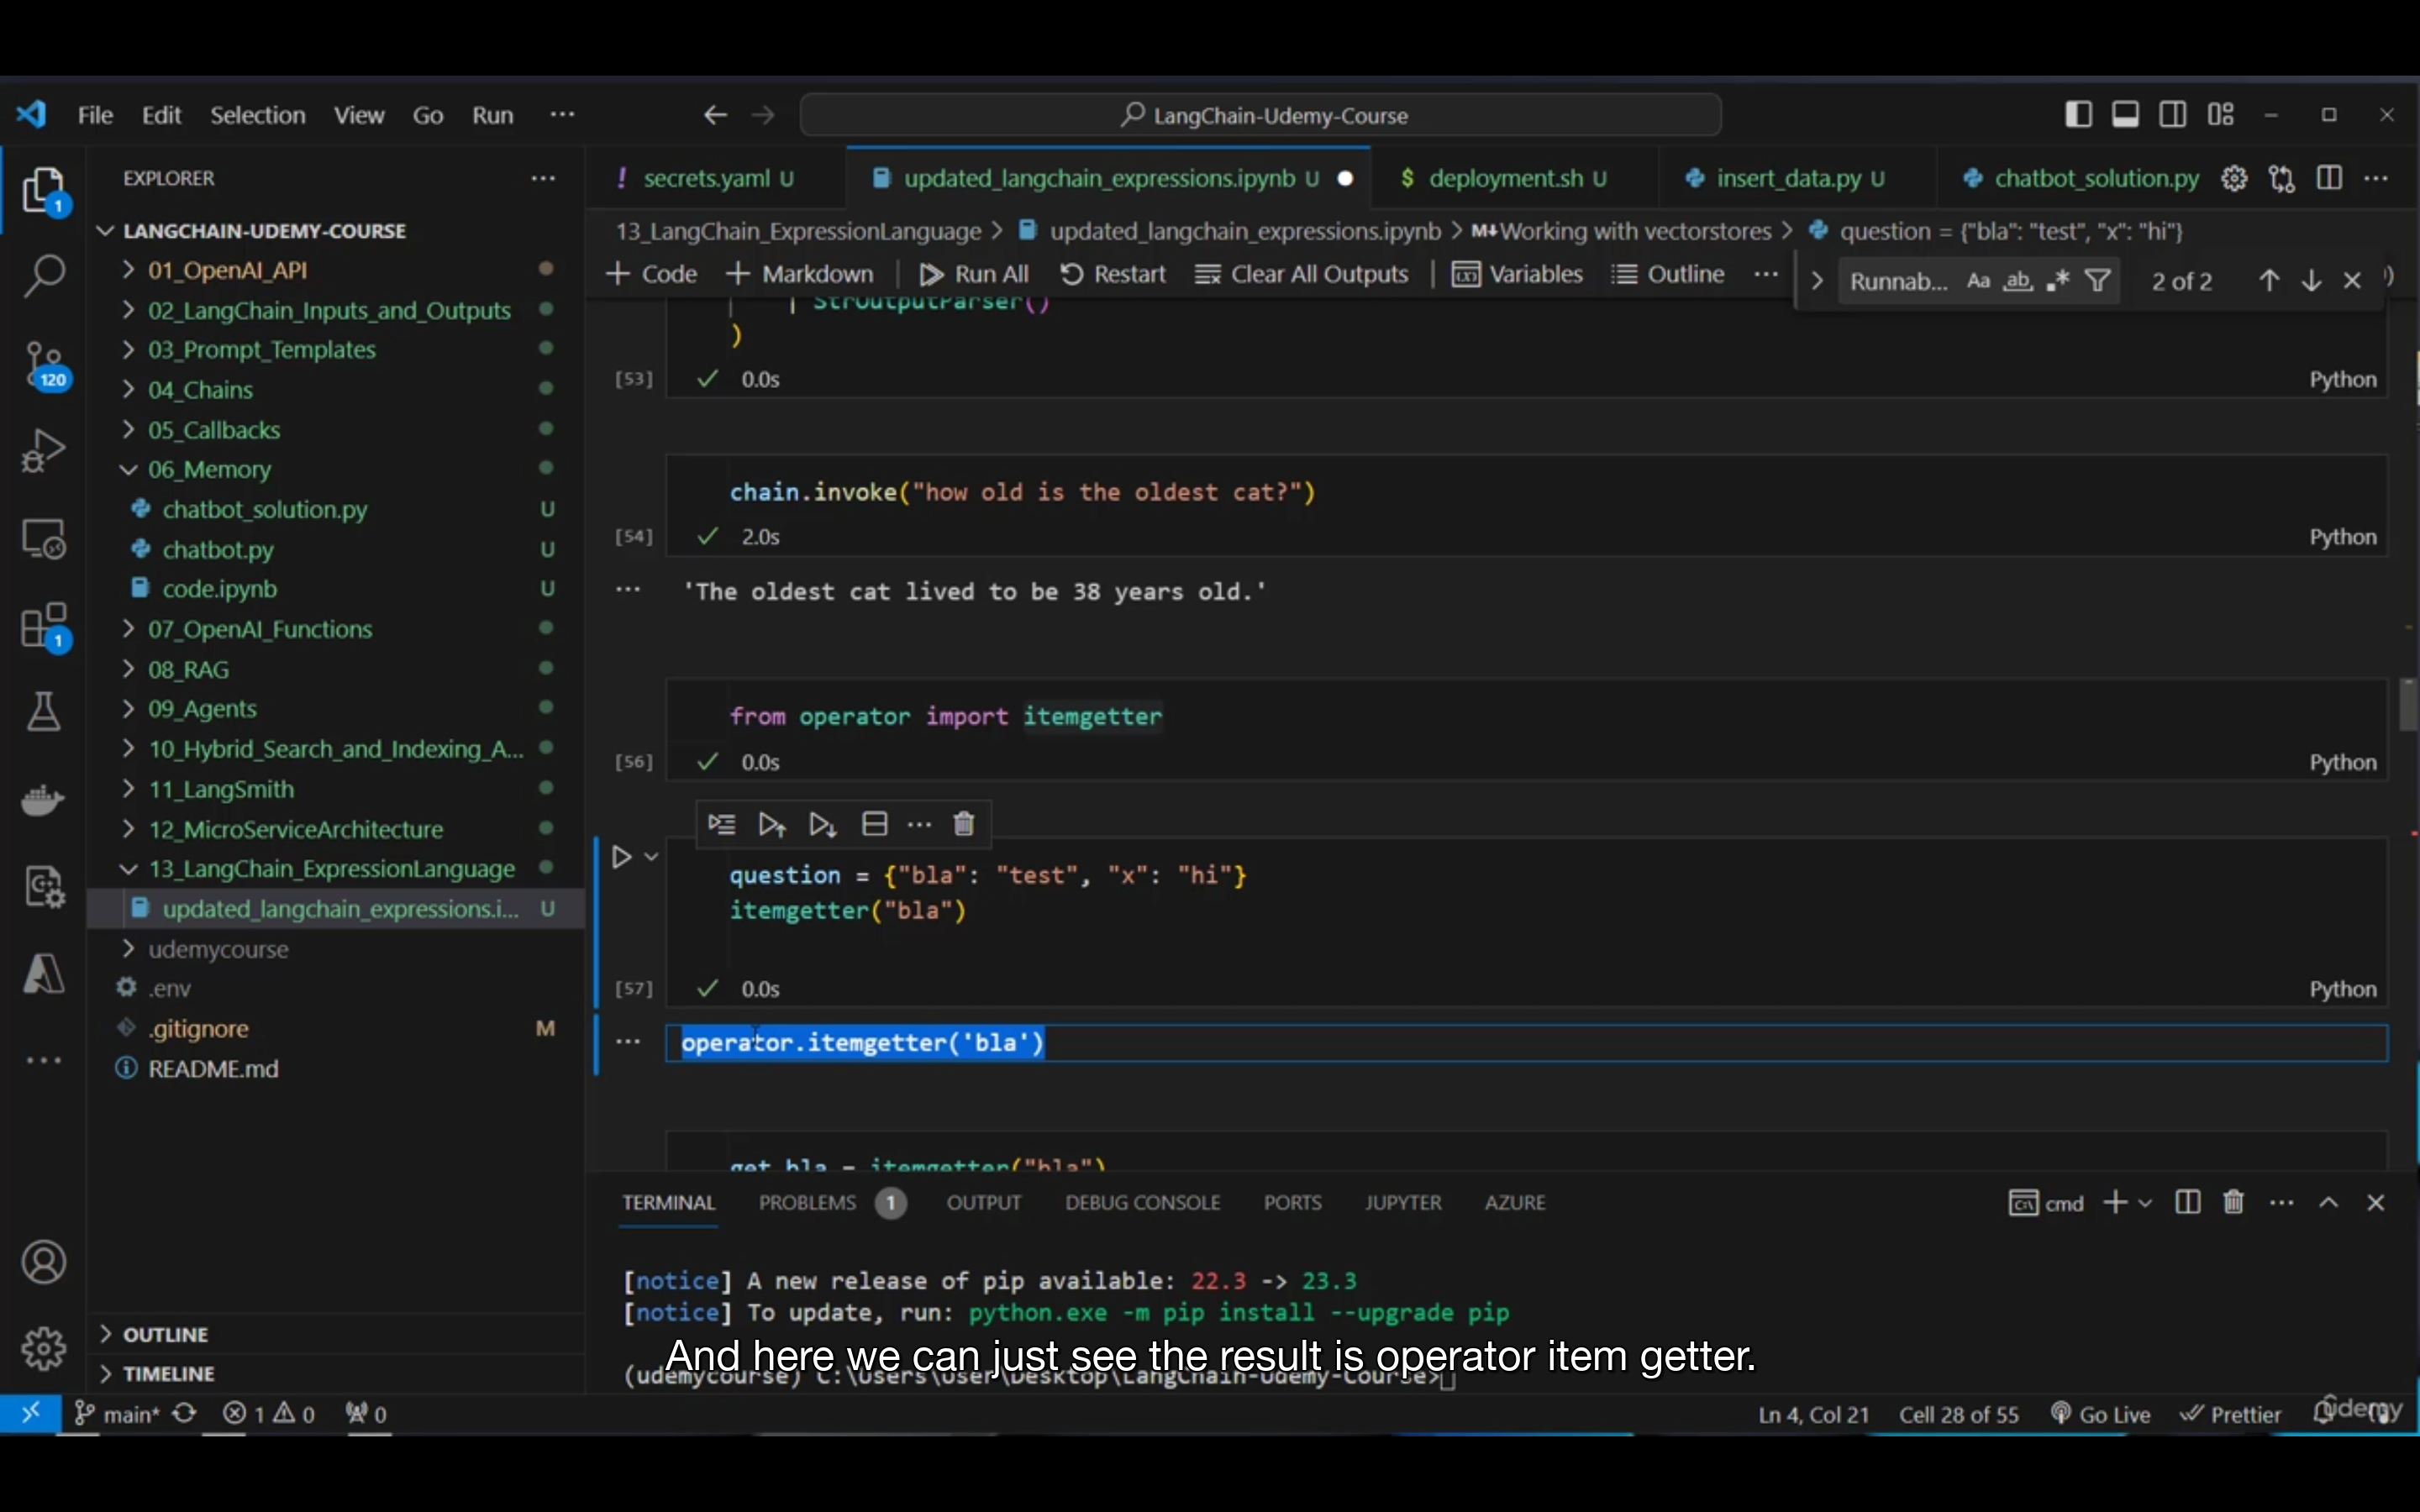 File Edit Selection View Go Run ··· LangChain-Udemy-Course
EXPLORER ···
LANGCHAIN-UDEMY-COURSE
01_OpenAI_API
02_LangChain_Inputs_and_Outputs
03_Prompt_Templates
04_Chains
05_Callbacks
06_Memory
chatbot_solution.py U
chatbot.py U
code.ipynb U
07_OpenAI_Functions
08_RAG
09_Agents
10_Hybrid_Search_and_Indexing_A...
11_LangSmith
12_MicroServiceArchitecture
13_LangChain_ExpressionLanguage
updated_langchain_expressions.i... U
udemycourse
.env
.gitignore M
README.md
OUTLINE
TIMELINE
1
120
1
! secrets.yaml U updated_langchain_expressions.ipynb U $ deployment.sh U insert_data.py U chatbot_solution.py ···
13_LangChain_ExpressionLanguage > updated_langchain_expressions.ipynb > M↓Working with vectorstores > question = {"bla": "test", "x": "hi"}
+ Code + Markdown Run All Restart Clear All Outputs Variables Outline ···
Runnab... Aa ab 2 of 2
| StrOutputParser()
)
[53] 0.0s Python
chain.invoke("how old is the oldest cat?")
[54] 2.0s Python
··· 'The oldest cat lived to be 38 years old.'
from operator import itemgetter
[56] 0.0s Python
question = {"bla": "test", "x": "hi"}
itemgetter("bla")
[57] 0.0s Python
··· operator.itemgetter('bla')
get_bla = itemgetter("bla")
TERMINAL PROBLEMS 1 OUTPUT DEBUG CONSOLE PORTS JUPYTER AZURE cmd
[notice] A new release of pip available: 22.3 -> 23.3
[notice] To update, run: python.exe -m pip install --upgrade pip
And here we can just see the result is operator item getter.
(udemycourse) C:\Users\User\Desktop\LangChain-Udemy-Course>
main* 1 0 0 Ln 4, Col 21 Cell 28 of 55 Go Live Prettier
Udemy